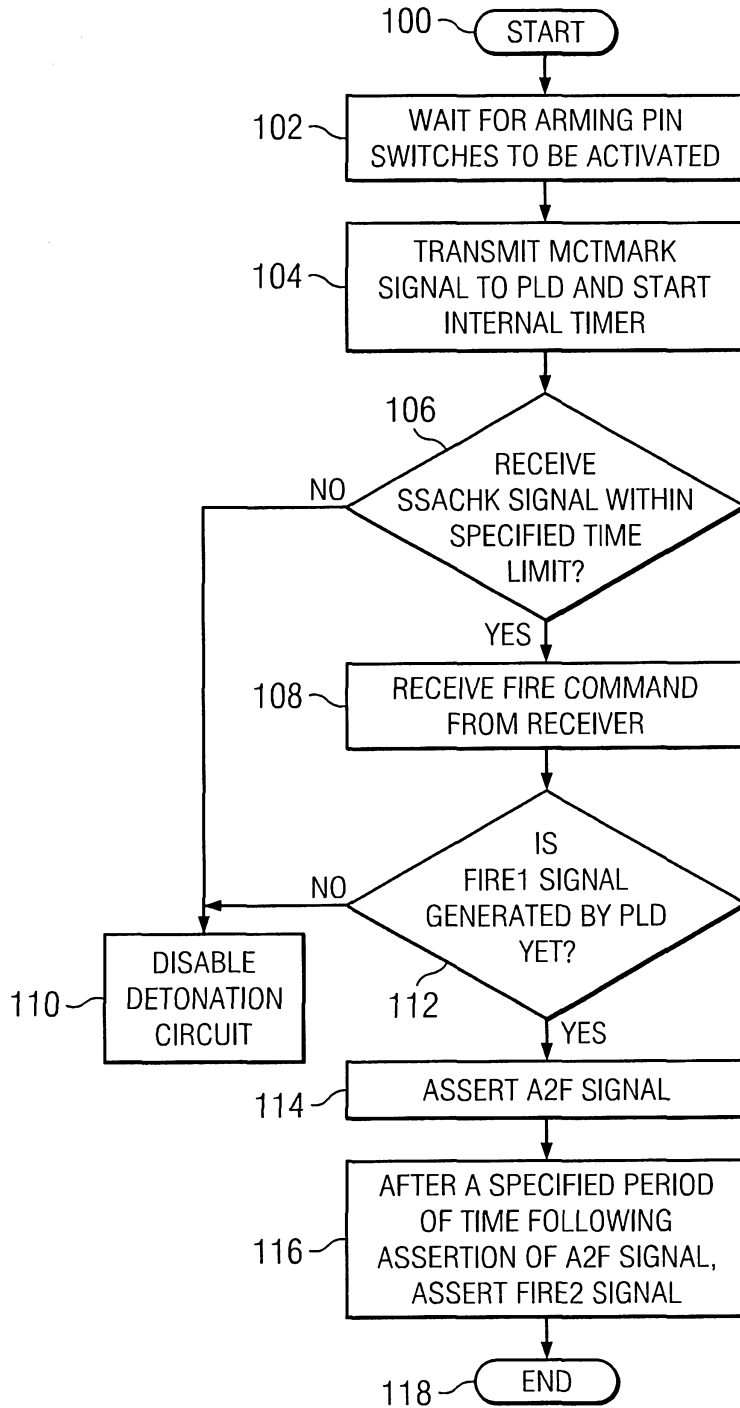 100
START
102
WAIT FOR ARMING PIN
SWITCHES TO BE ACTIVATED
104
TRANSMIT MCTMARK
SIGNAL TO PLD AND START
INTERNAL TIMER
106
RECEIVE
SSACHK SIGNAL WITHIN
SPECIFIED TIME
LIMIT?
NO
YES
108
RECEIVE FIRE COMMAND
FROM RECEIVER
IS
FIRE1 SIGNAL
GENERATED BY PLD
YET?
NO
112
YES
110
DISABLE
DETONATION
CIRCUIT
114
ASSERT A2F SIGNAL
116
AFTER A SPECIFIED PERIOD
OF TIME FOLLOWING
ASSERTION OF A2F SIGNAL,
ASSERT FIRE2 SIGNAL
118
END